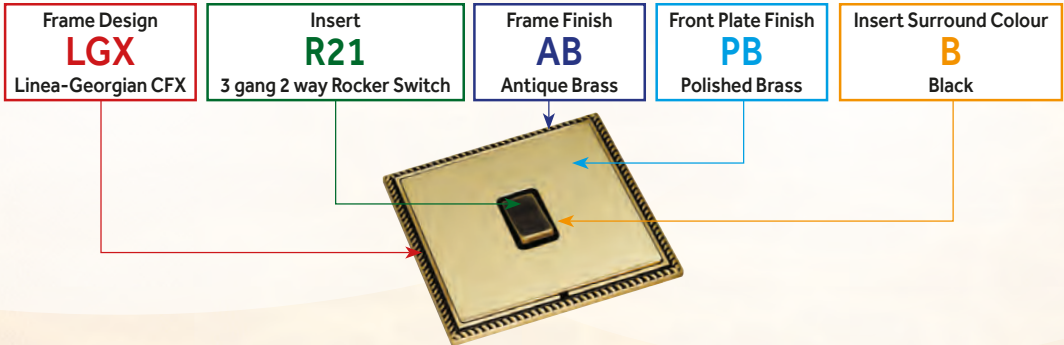 Frame Design
LGX
Linea-Georgian CFX
Insert
R21
3 gang 2 way Rocker Switch
Frame Finish
AB
Antique Brass
Front Plate Finish
PB
Polished Brass
Insert Surround Colour
B
Black